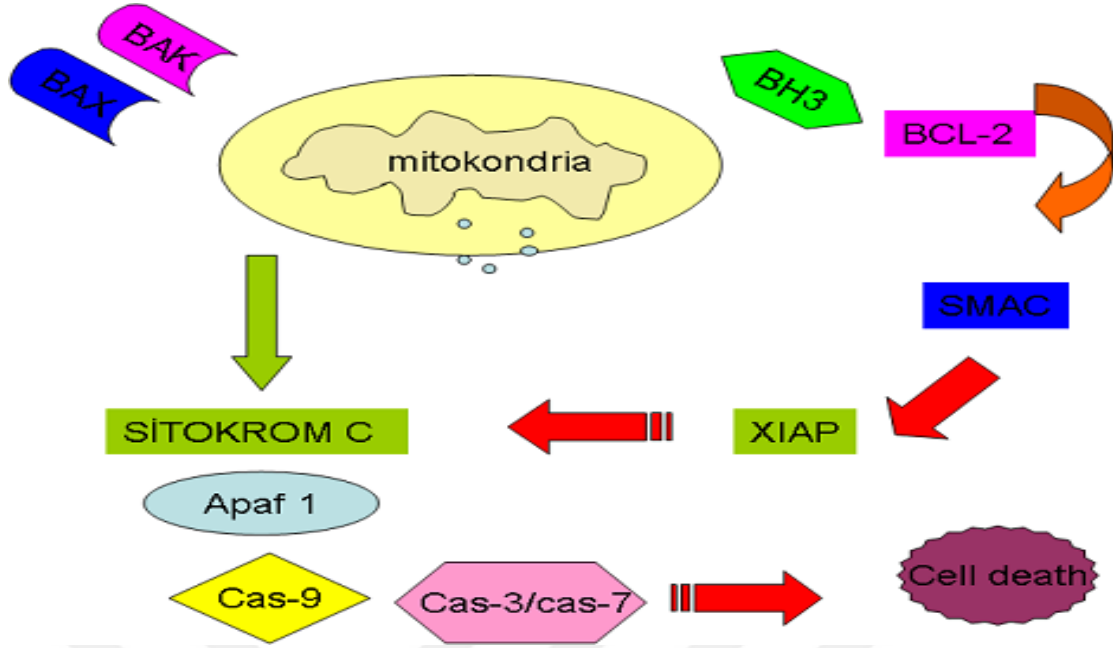 BAK
BAX
BH3
BCL-2
mitokondria
SMAC
SİTOKROM C
XIAP
Apaf 1
Cas-9
Cas-3/cas-7
Cell death